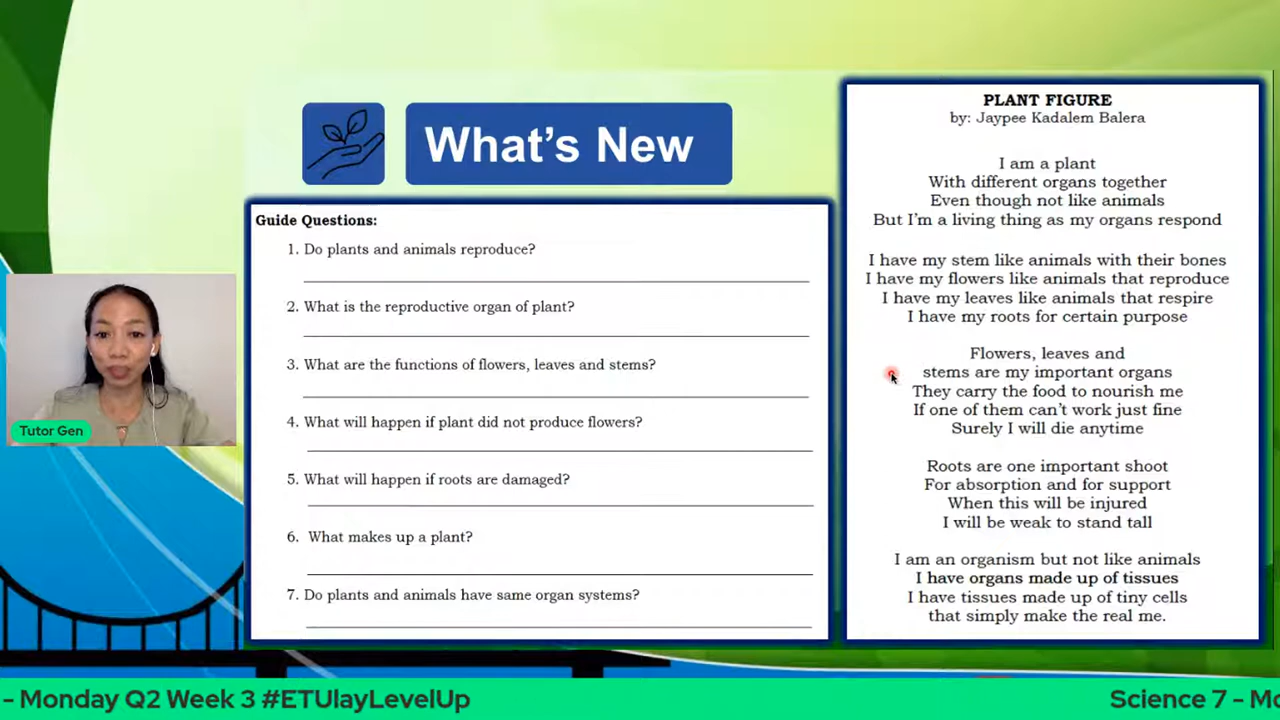 What's New
Guide Questions:
1. Do plants and animals reproduce?
2. What is the reproductive organ of plant?
3. What are the functions of flowers, leaves and stems?
4. What will happen if plant did not produce flowers?
5. What will happen if roots are damaged?
6. What makes up a plant?
7. Do plants and animals have same organ systems?
PLANT FIGURE
by: Jaypee Kadalem Balera
I am a plant
With different organs together
Even though not like animals
But I'm a living thing as my organs respond
I have my stem like animals with their bones
I have my flowers like animals that reproduce
I have my leaves like animals that respire
I have my roots for certain purpose
Flowers, leaves and
stems are my important organs
They carry the food to nourish me
If one of them can't work just fine
Surely I will die anytime
Roots are one important shoot
For absorption and for support
When this will be injured
I will be weak to stand tall
I am an organism but not like animals
I have organs made up of tissues
I have tissues made up of tiny cells
that simply make the real me.
Tutor Gen
- Monday Q2 Week 3 #ETUlayLevelUp
Science 7 - Mo